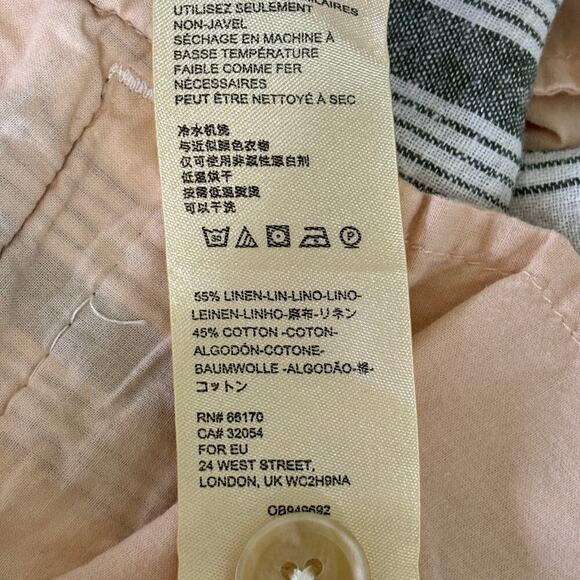 UTILISEZ SEULEMENT
NON-JAVEL
SÉCHAGE EN MACHINE À
BASSE TEMPÉRATURE
FAIBLE COMME FER
NÉCESSAIRES
PEUT ÊTRE NETTOYÉ À SEC
冷水机洗
与近似颜色衣物
仅可使用非氯性漂白剂
低温烘干
按需低温熨烫
可以干洗
30
P
55% LINEN-LIN-LINO-LINO-
LEINEN-LINHO-麻布-リネン
45% COTTON -COTON-
ALGODÓN-COTONE-
BAUMWOLLE -ALGODÃO-棉-
コットン
RN# 66170
CA# 32054
FOR EU
24 WEST STREET,
LONDON, UK WC2H9NA
OB949692